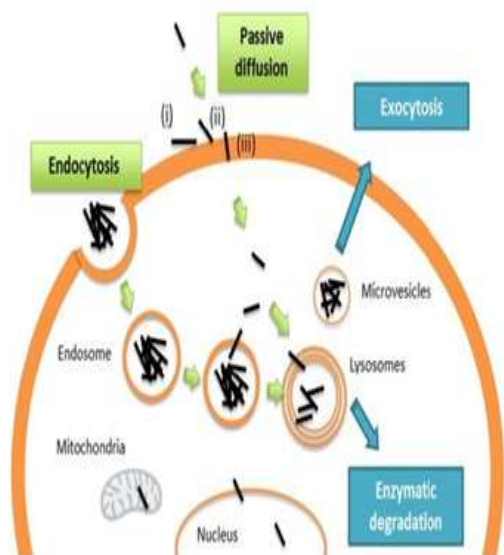 Passive
diffusion
Exocytosis
(i)
(ii)
(iii)
Endocytosis
Microvesicles
Endosome
Lysosomes
Mitochondria
Enzymatic
degradation
Nucleus